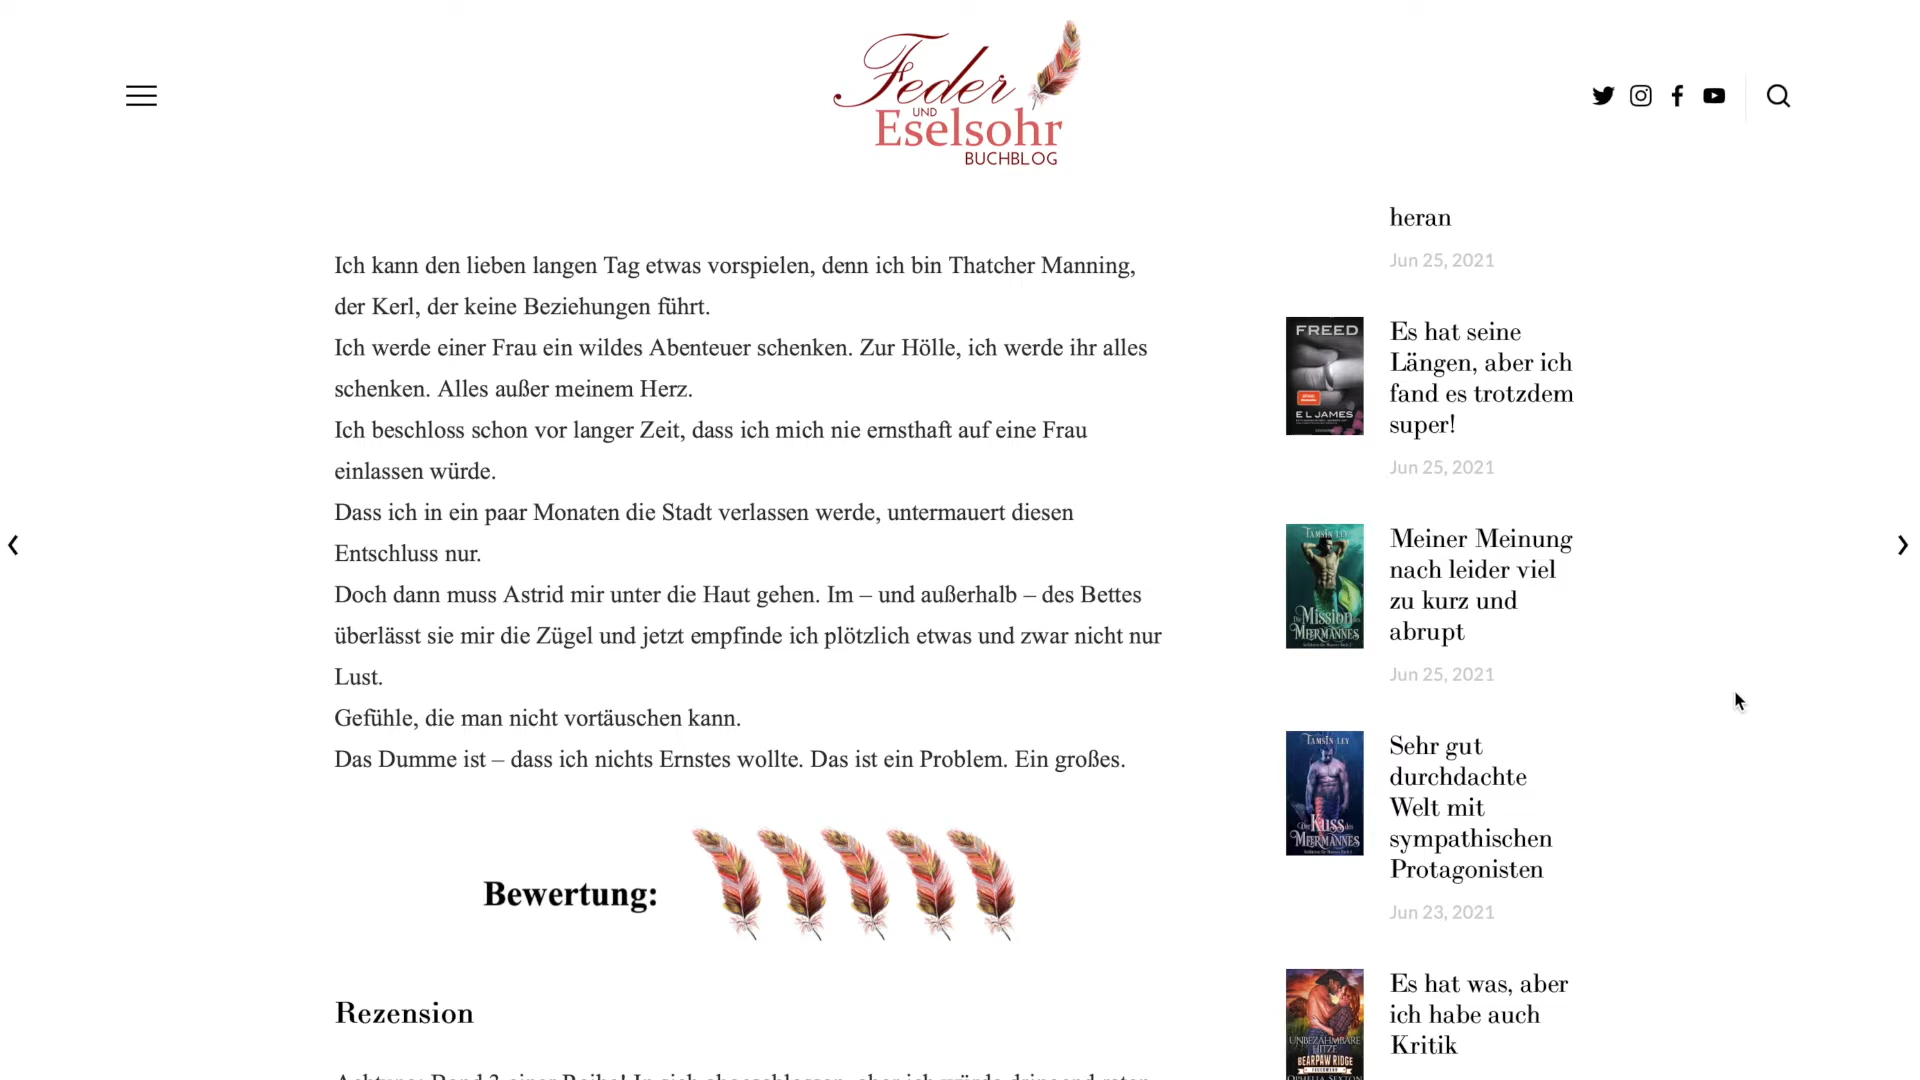 Feder
UND
Eselsohr
BUCHBLOG
Ich kann den lieben langen Tag etwas vorspielen, denn ich bin Thatcher Manning,
der Kerl, der keine Beziehungen führt.
Ich werde einer Frau ein wildes Abenteuer schenken. Zur Hölle, ich werde ihr alles
schenken. Alles außer meinem Herz.
Ich beschloss schon vor langer Zeit, dass ich mich nie ernsthaft auf eine Frau
einlassen würde.
Dass ich in ein paar Monaten die Stadt verlassen werde, untermauert diesen
Entschluss nur.
Doch dann muss Astrid mir unter die Haut gehen. Im – und außerhalb – des Bettes
überlässt sie mir die Zügel und jetzt empfinde ich plötzlich etwas und zwar nicht nur
Lust.
Gefühle, die man nicht vortäuschen kann.
Das Dumme ist – dass ich nichts Ernstes wollte. Das ist ein Problem. Ein großes.
Bewertung:
Rezension
heran
Jun 25, 2021
FREED
E L JAMES
Es hat seine
Längen, aber ich
fand es trotzdem
super!
Jun 25, 2021
TAMSIN LEY
Die Mission des
MEERMANNES
Meiner Meinung
nach leider viel
zu kurz und
abrupt
Jun 25, 2021
TAMSIN LEY
Der Kuss des
MEERMANNES
Sehr gut
durchdachte
Welt mit
sympathischen
Protagonisten
Jun 23, 2021
UNBEZÄHMBARE
HITZE
BEARPAW RIDGE
OPHELIA SEXTON
Es hat was, aber
ich habe auch
Kritik